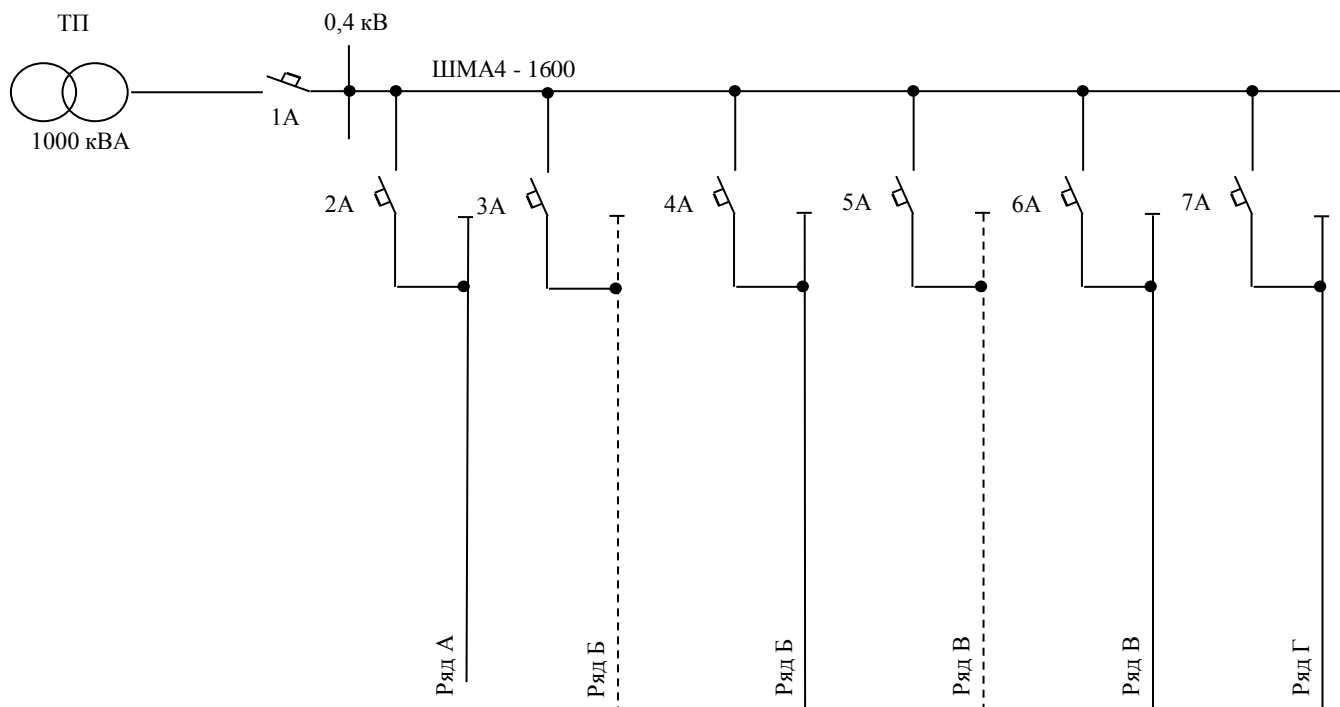 ТП
0,4 кВ
ШМА4 - 1600
1А
1000 кВА
2А
3А
4А
5А
6А
7А
Ряд А
Ряд Б
Ряд Б
Ряд В
Ряд В
Ряд Г